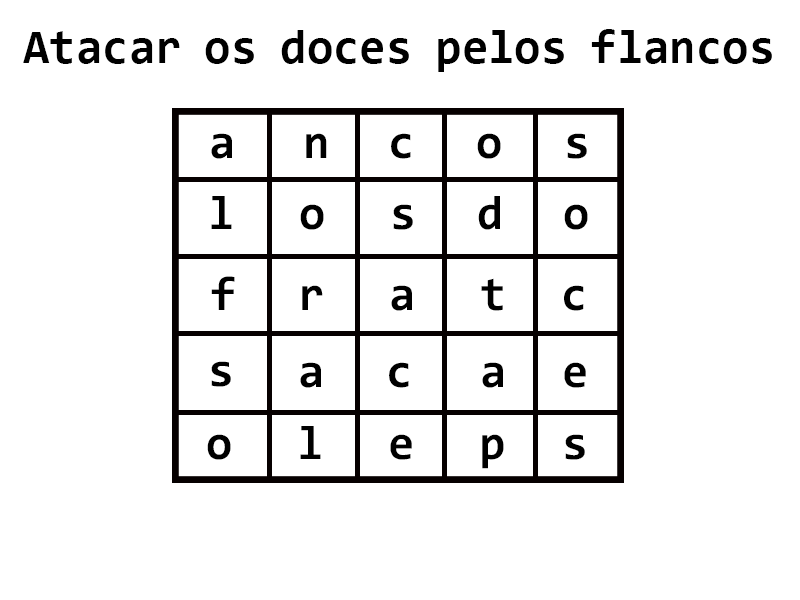 Atacar os doces pelos flancos
a n c o s
l o s d o
f r a t c
s a c a e
o l e p s